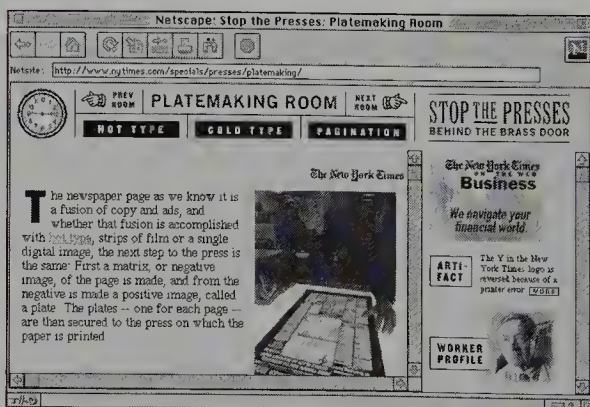 Netscape: Stop the Presses: Platemaking Room
Netsite: http://www.nytimes.com/specials/presses/platemaking/
PREV ROOM
PLATEMAKING ROOM
NEXT ROOM
HOT TYPE
COLD TYPE
PAGINATION
STOP THE PRESSES
BEHIND THE BRASS DOOR
The New York Times
The newspaper page as we know it is
a fusion of copy and ads, and
whether that fusion is accomplished
with hot type, strips of film or a single
digital image, the next step to the press is
the same: First a matrix, or negative
image, of the page is made, and from the
negative is made a positive image, called
a plate. The plates -- one for each page --
are then secured to the press on which the
paper is printed
The New York Times
ON THE WEB
Business
We navigate your
financial world.
ARTI-
FACT
The Y in the New
York Times logo is
reversed because of a
printer error MORE
WORKER
PROFILE